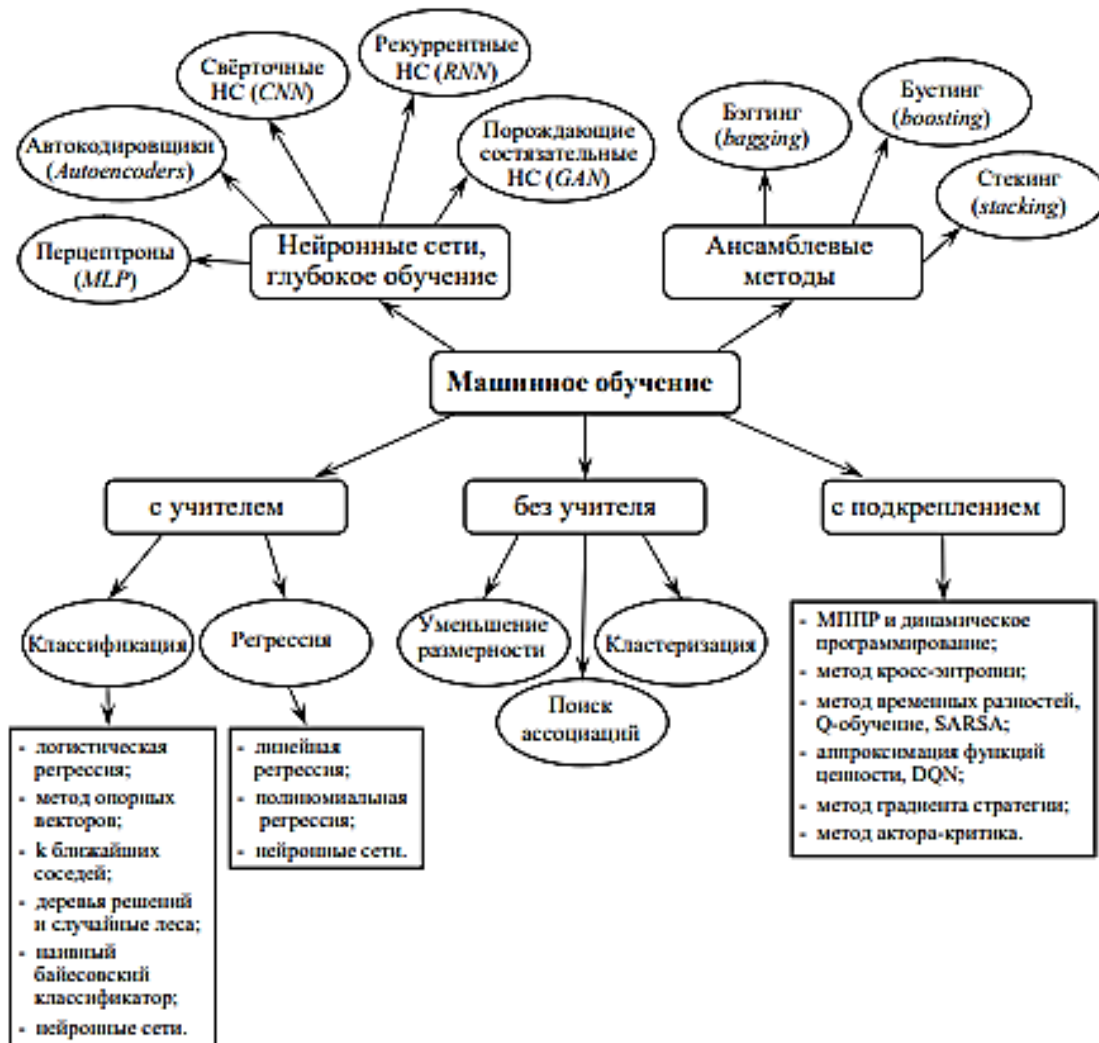 Рекуррентные
НС (RNN)
Свёрточные
НС (CNN)
Бустинг
(boosting)
Бэггинг
(bagging)
Порождающие
состязательные
НС (GAN)
Автокодировщики
(Autoencoders)
Стекинг
(stacking)
Перцептроны
(MLP)
Нейронные сети,
глубокое обучение
Ансамблевые
методы
Машинное обучение
с учителем
без учителя
с подкреплением
Классификация
Регрессия
Уменьшение
размерности
Кластеризация
Поиск
ассоциаций
- логистическая
регрессия;
- метод опорных
векторов;
- k ближайших
соседей;
- деревья решений
и случайные леса;
- наивный
байесовский
классификатор;
- нейронные сети.
- линейная
регрессия;
- полиномиальная
регрессия;
- нейронные сети.
- МППР и динамическое
программирование;
- метод кросс-энтропии;
- метод временных разностей,
Q-обучение, SARSA;
- аппроксимация функций
ценности, DQN;
- метод градиента стратегии;
- метод актора-критика.